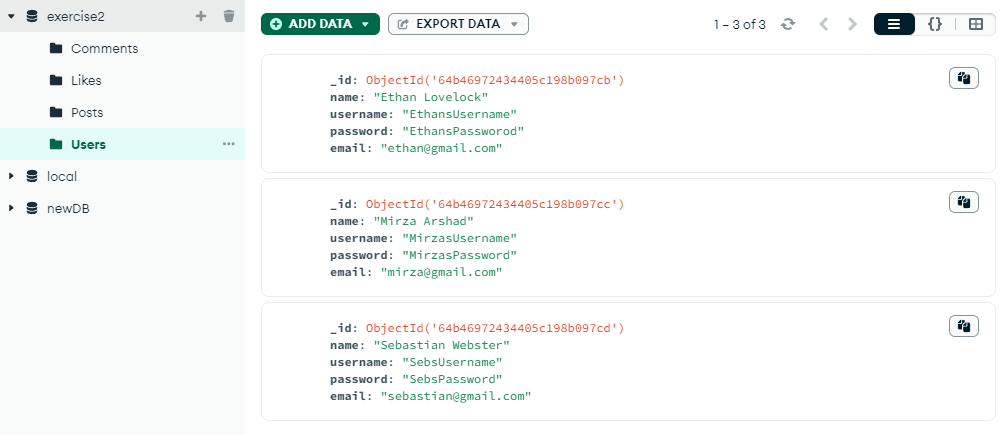 exercise2
Comments
Likes
Posts
Users
local
newDB
ADD DATA
EXPORT DATA
1 – 3 of 3
{}
_id: ObjectId('64b46972434405c198b097cb')
name: "Ethan Lovelock"
username: "EthansUsername"
password: "EthansPassworod"
email: "ethan@gmail.com"
_id: ObjectId('64b46972434405c198b097cc')
name: "Mirza Arshad"
username: "MirzasUsername"
password: "MirzasPassword"
email: "mirza@gmail.com"
_id: ObjectId('64b46972434405c198b097cd')
name: "Sebastian Webster"
username: "SebsUsername"
password: "SebsPassword"
email: "sebastian@gmail.com"